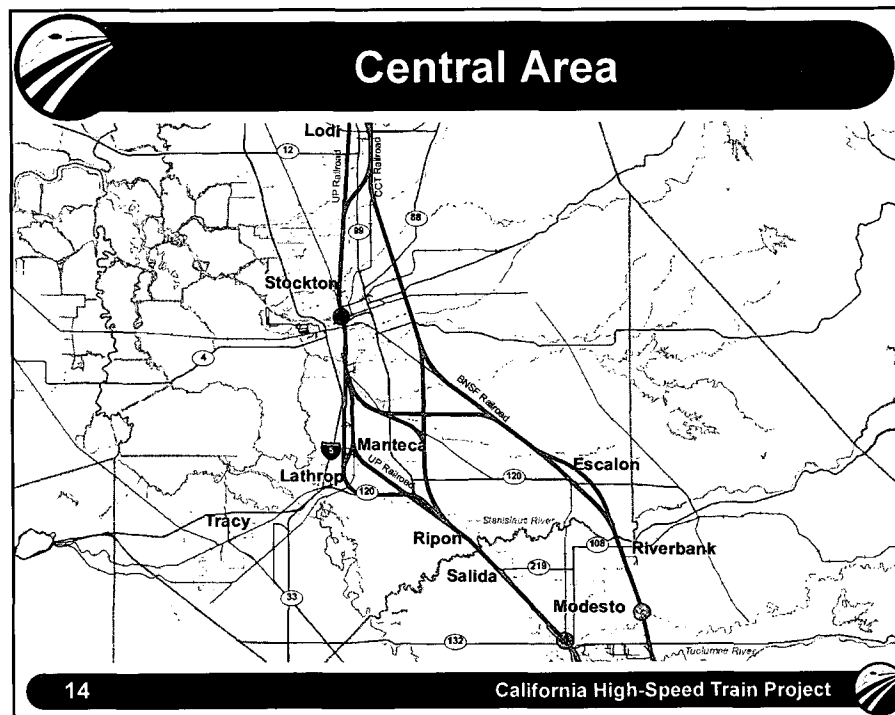 Central Area
Lodi
12
UP Railroad
CCT Railroad
88
99
Stockton
4
BNSF Railroad
5
Manteca
Escalon
UP Railroad
Lathrop
120
120
Tracy
Stanislaus River
Ripon
108
Riverbank
219
Salida
33
Modesto
132
Tuolumne River
14
California High-Speed Train Project